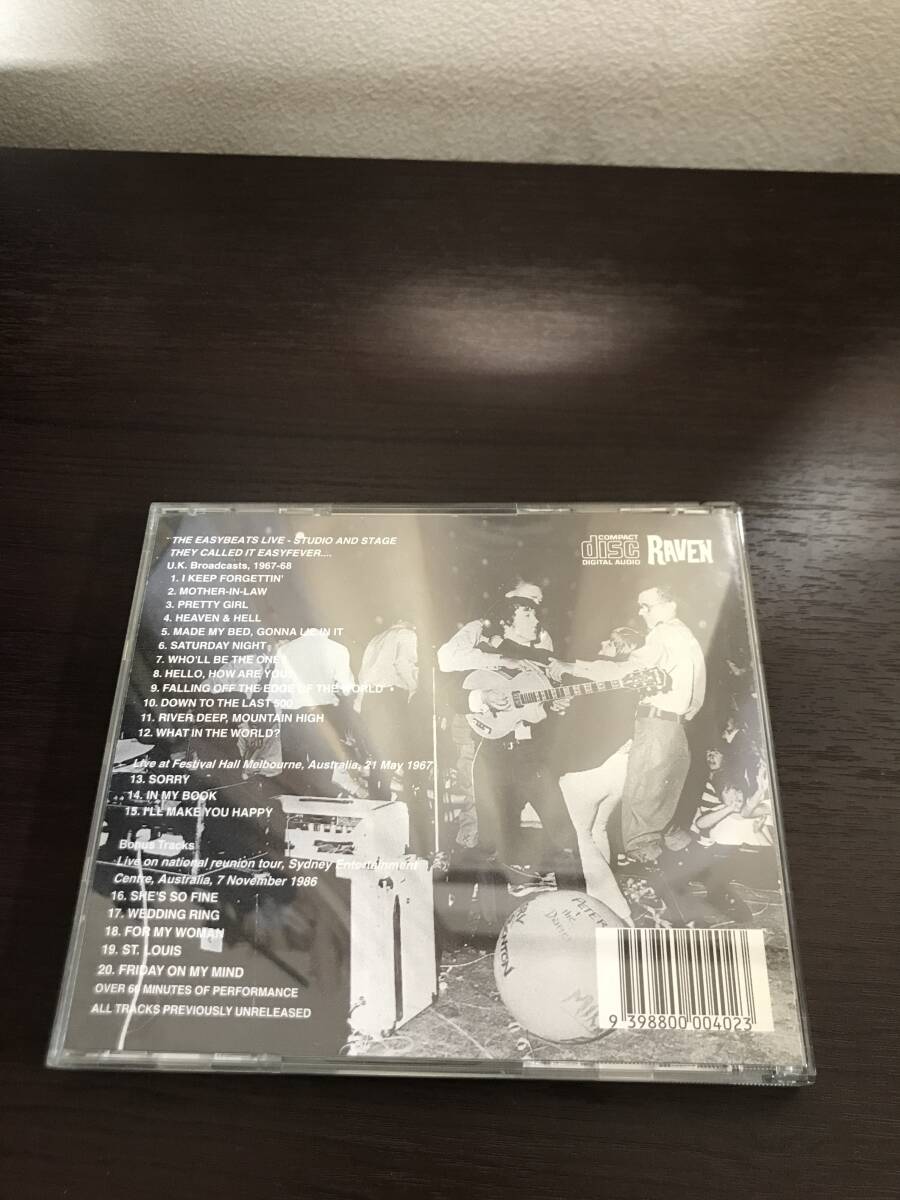 THE EASYBEATS LIVE - STUDIO AND STAGE
THEY CALLED IT EASYFEVER....
U.K. Broadcasts, 1967-68
1. I KEEP FORGETTIN'
2. MOTHER-IN-LAW
3. PRETTY GIRL
4. HEAVEN & HELL
5. MADE MY BED, GONNA LIE IN IT
6. SATURDAY NIGHT
7. WHO'LL BE THE ONE
8. HELLO, HOW ARE YOU
9. FALLING OFF THE EDGE OF THE WORLD
10. DOWN TO THE LAST 500
11. RIVER DEEP, MOUNTAIN HIGH
12. WHAT IN THE WORLD?
Live at Festival Hall Melbourne, Australia, 21 May 1967
13. SORRY
14. IN MY BOOK
15. I'LL MAKE YOU HAPPY
Bonus Tracks
Live on national reunion tour, Sydney Entertainment
Centre, Australia, 7 November 1986
16. SHE'S SO FINE
17. WEDDING RING
18. FOR MY WOMAN
19. ST. LOUIS
20. FRIDAY ON MY MIND
OVER 60 MINUTES OF PERFORMANCE
ALL TRACKS PREVIOUSLY UNRELEASED
COMPACT
disc
DIGITAL AUDIO
RAVEN
PETER
the
9 398800 004023